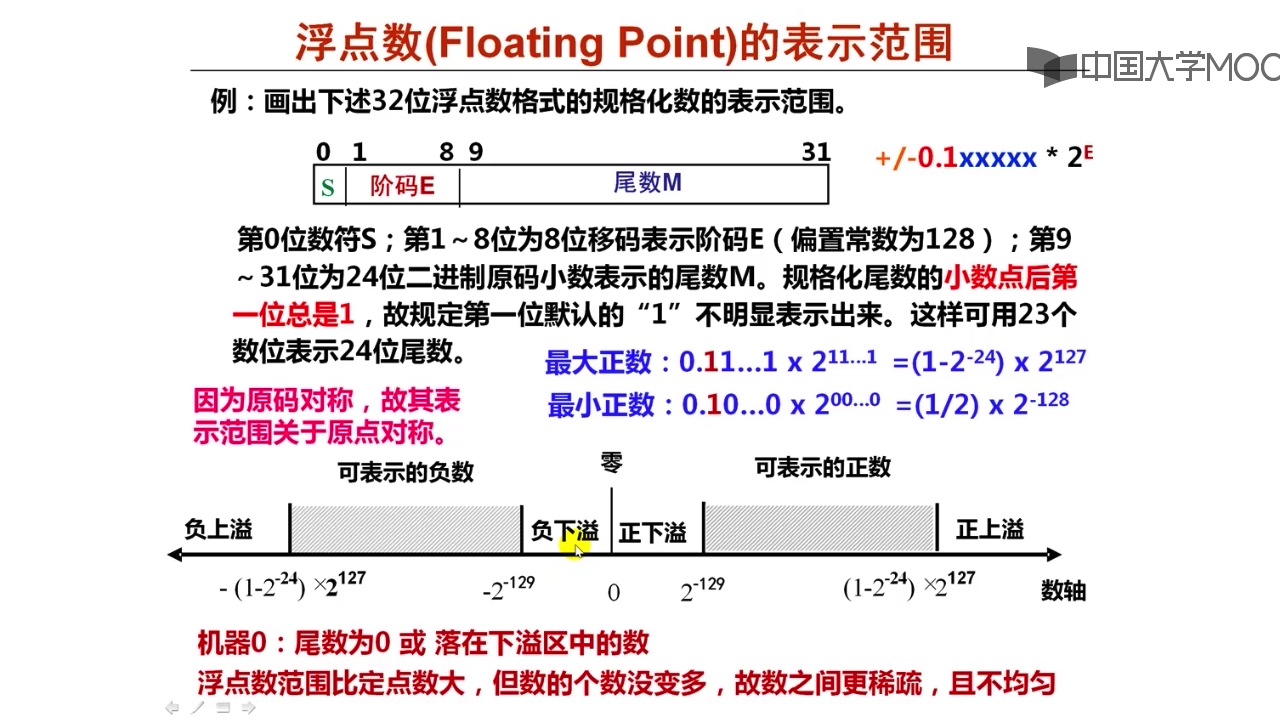 浮点数(Floating Point)的表示范围
中国大学MOO
例：画出下述32位浮点数格式的规格化数的表示范围。
0 1 8 9 31
+/-0.1xxxxx * 2^E
S 阶码E 尾数M
第0位数符S；第1～8位为8位移码表示阶码E（偏置常数为128）；第9
～31位为24位二进制原码小数表示的尾数M。规格化尾数的小数点后第
一位总是1，故规定第一位默认的“1”不明显表示出来。这样可用23个
数位表示24位尾数。
最大正数：0.11…1 x 2^11…1 =(1-2^-24) x 2^127
最小正数：0.10…0 x 2^00…0 =(1/2) x 2^-128
因为原码对称，故其表
示范围关于原点对称。
可表示的负数 零 可表示的正数
负上溢 负下溢 正下溢 正上溢
- (1-2^-24) ×2^127 -2^-129 0 2^-129 (1-2^-24) ×2^127 数轴
机器0：尾数为0 或 落在下溢区中的数
浮点数范围比定点数大，但数的个数没变多，故数之间更稀疏，且不均匀